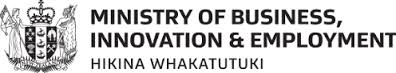 MINISTRY OF BUSINESS,
INNOVATION & EMPLOYMENT
HIKINA WHAKATUTUKI